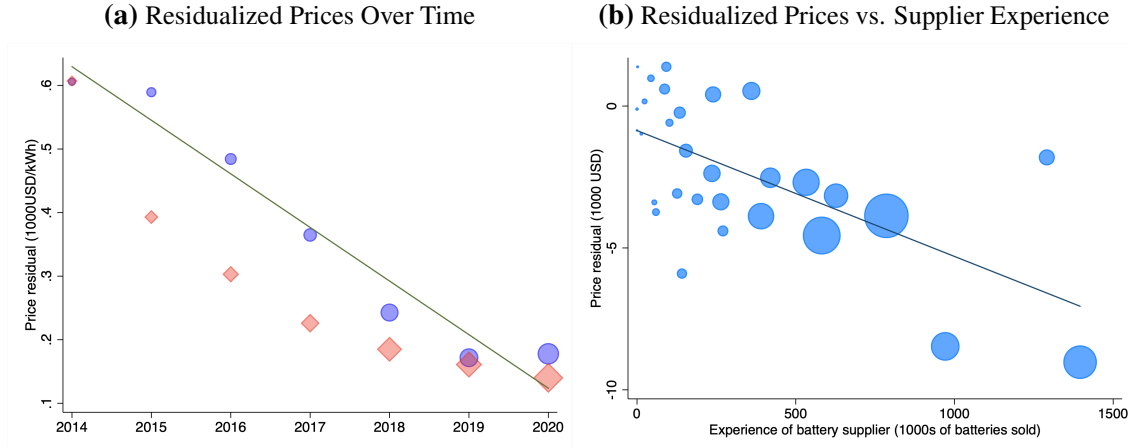 (a) Residualized Prices Over Time
Price residual (1000USD/kWh)
.6
.5
.4
.3
.2
.1
2014 2015 2016 2017 2018 2019 2020
(b) Residualized Prices vs. Supplier Experience
Price residual (1000 USD)
0
-5
-10
0 500 1000 1500
Experience of battery supplier (1000s of batteries sold)